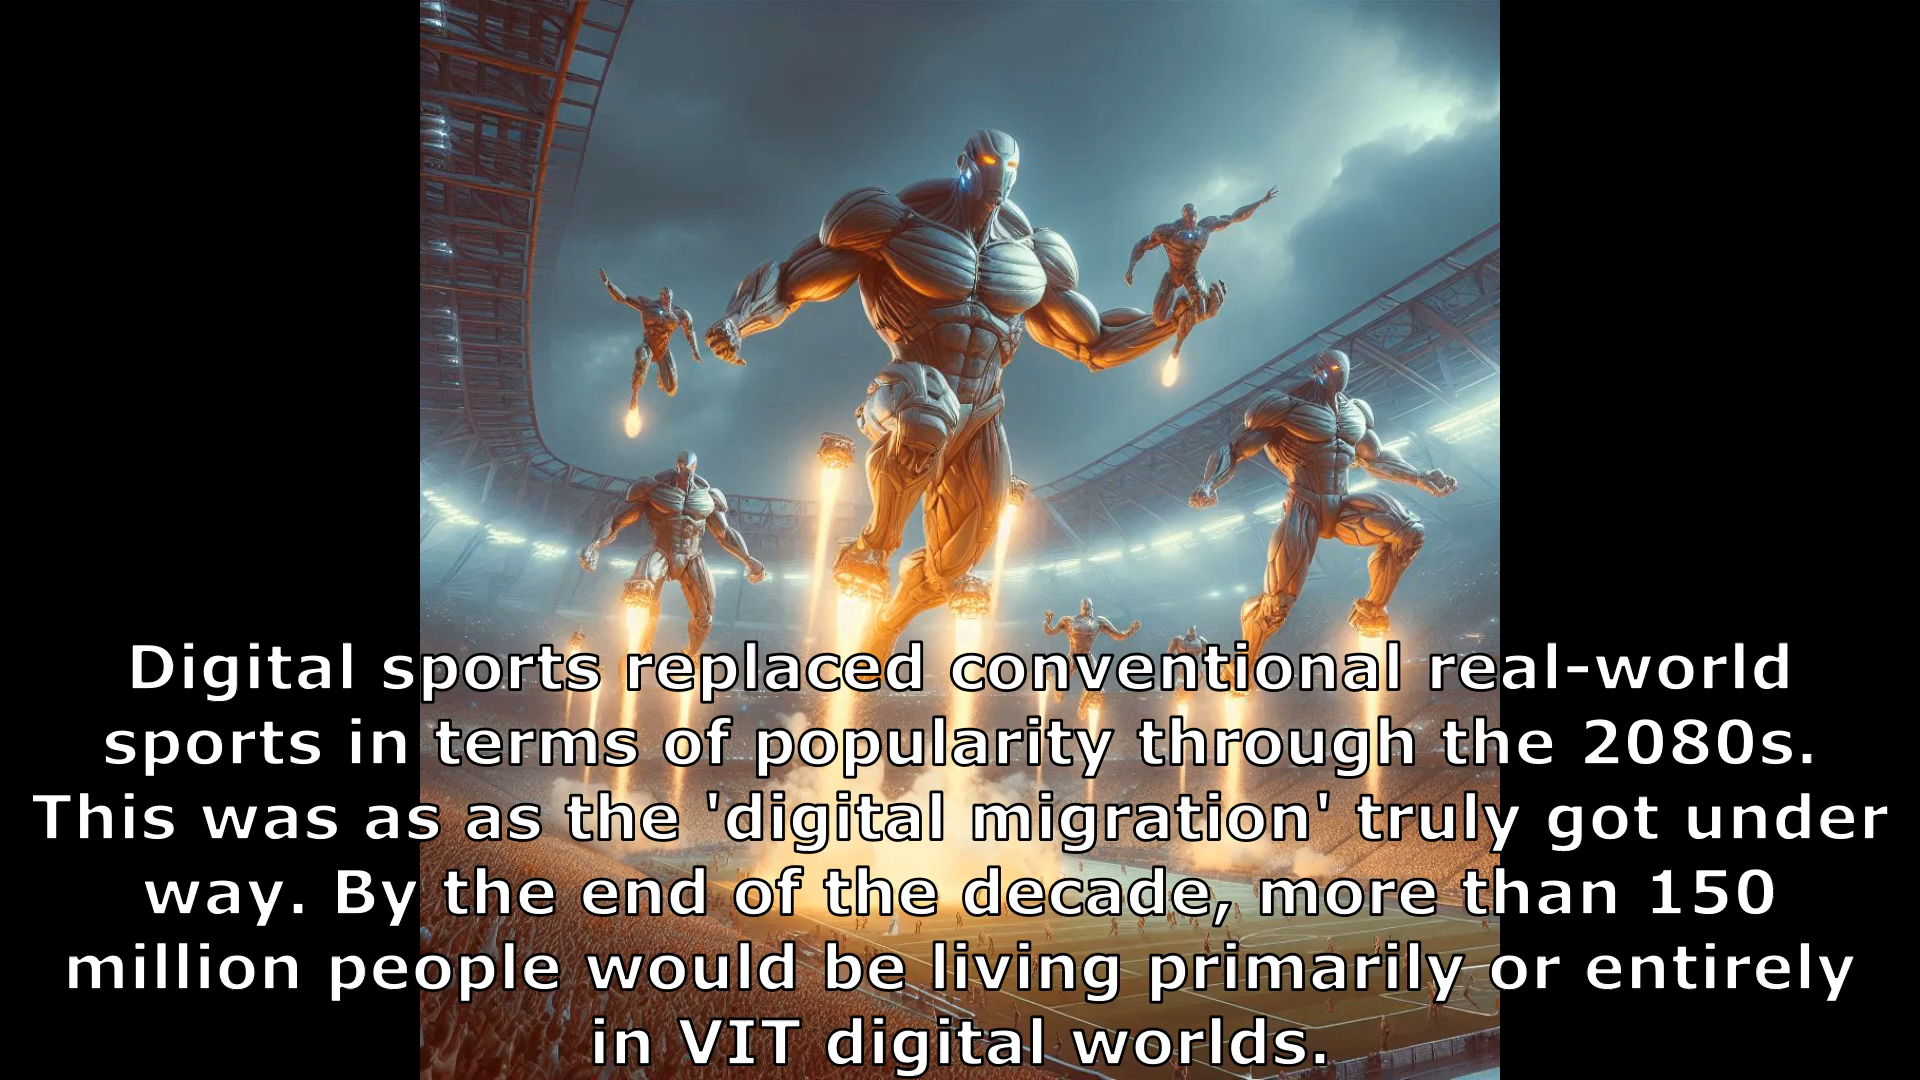 Digital sports replaced conventional real-world
sports in terms of popularity through the 2080s.
This was as as the 'digital migration' truly got under
way. By the end of the decade, more than 150
million people would be living primarily or entirely
in VIT digital worlds.